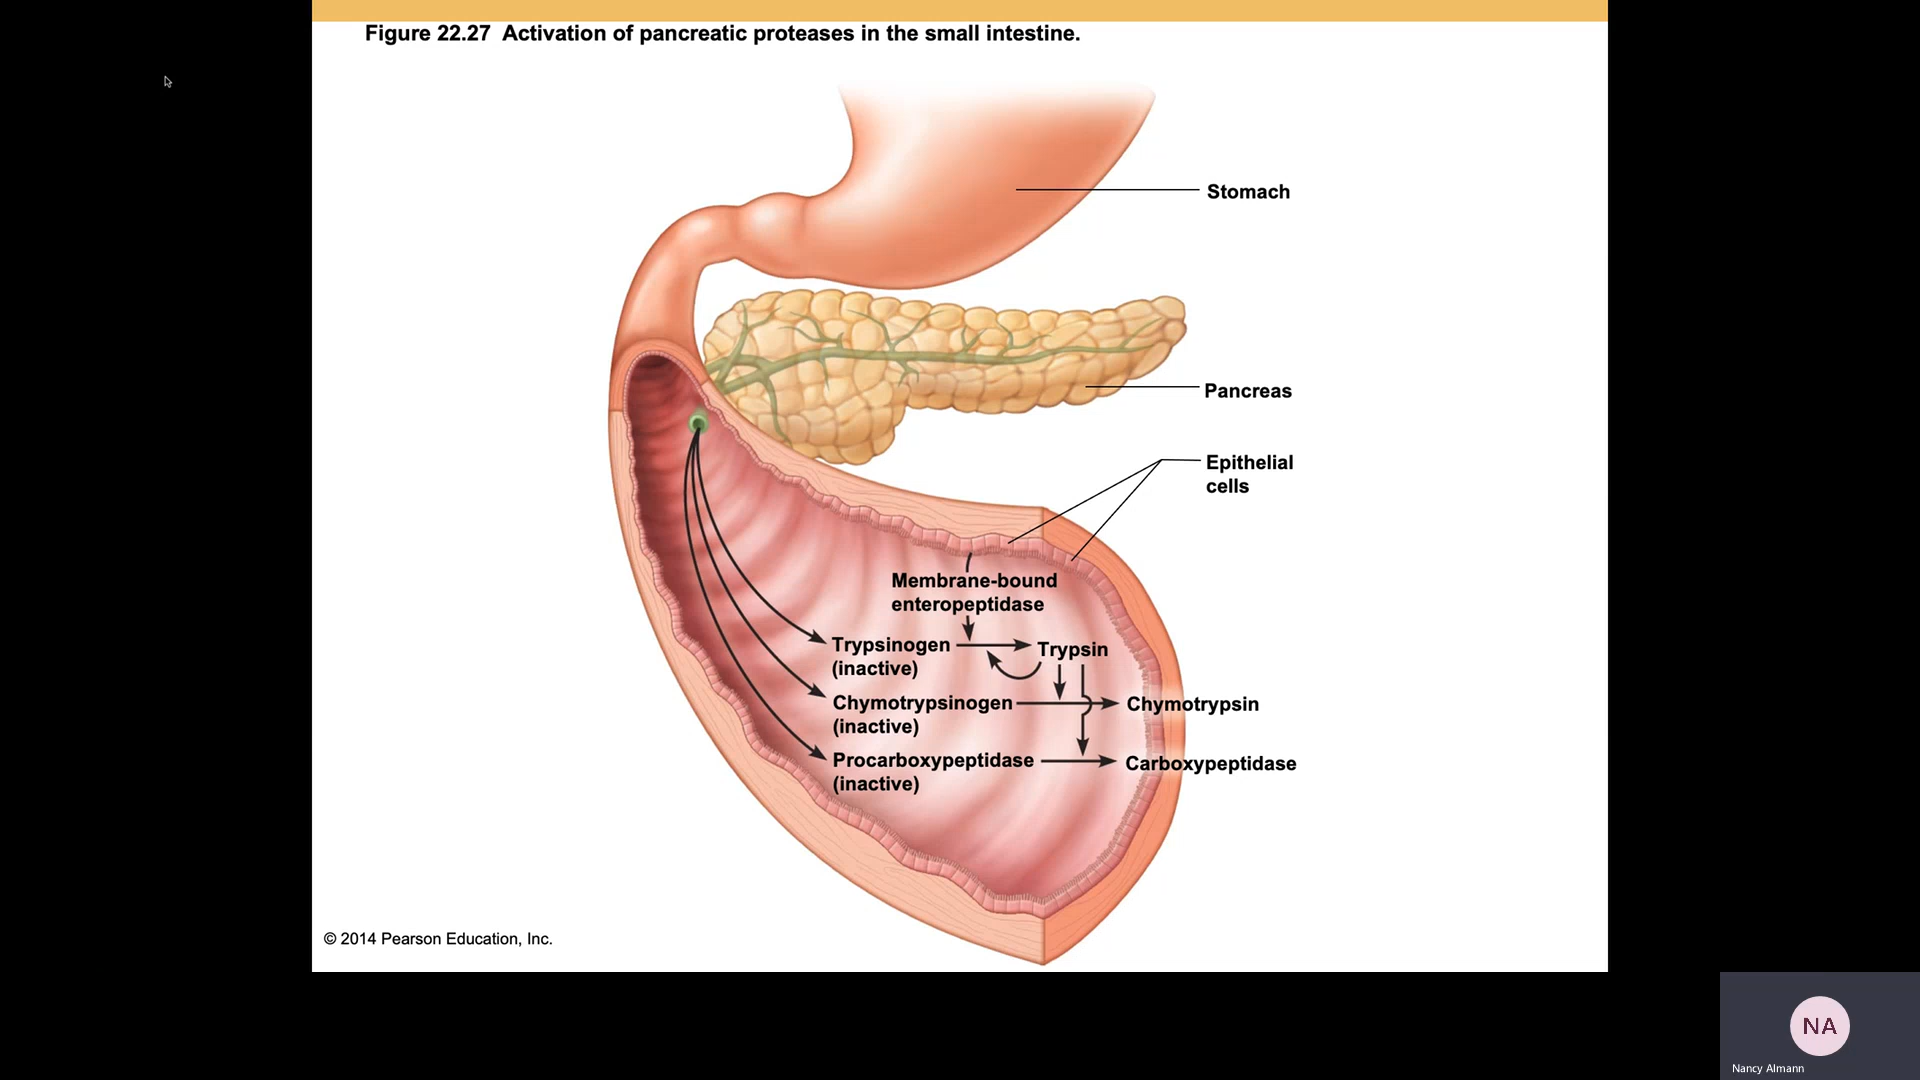 Figure 22.27 Activation of pancreatic proteases in the small intestine.
Stomach
Pancreas
Epithelial
cells
Membrane-bound
enteropeptidase
Trypsinogen
(inactive)
Trypsin
Chymotrypsinogen
(inactive)
Chymotrypsin
Procarboxypeptidase
(inactive)
Carboxypeptidase
© 2014 Pearson Education, Inc.
NA
Nancy Almann